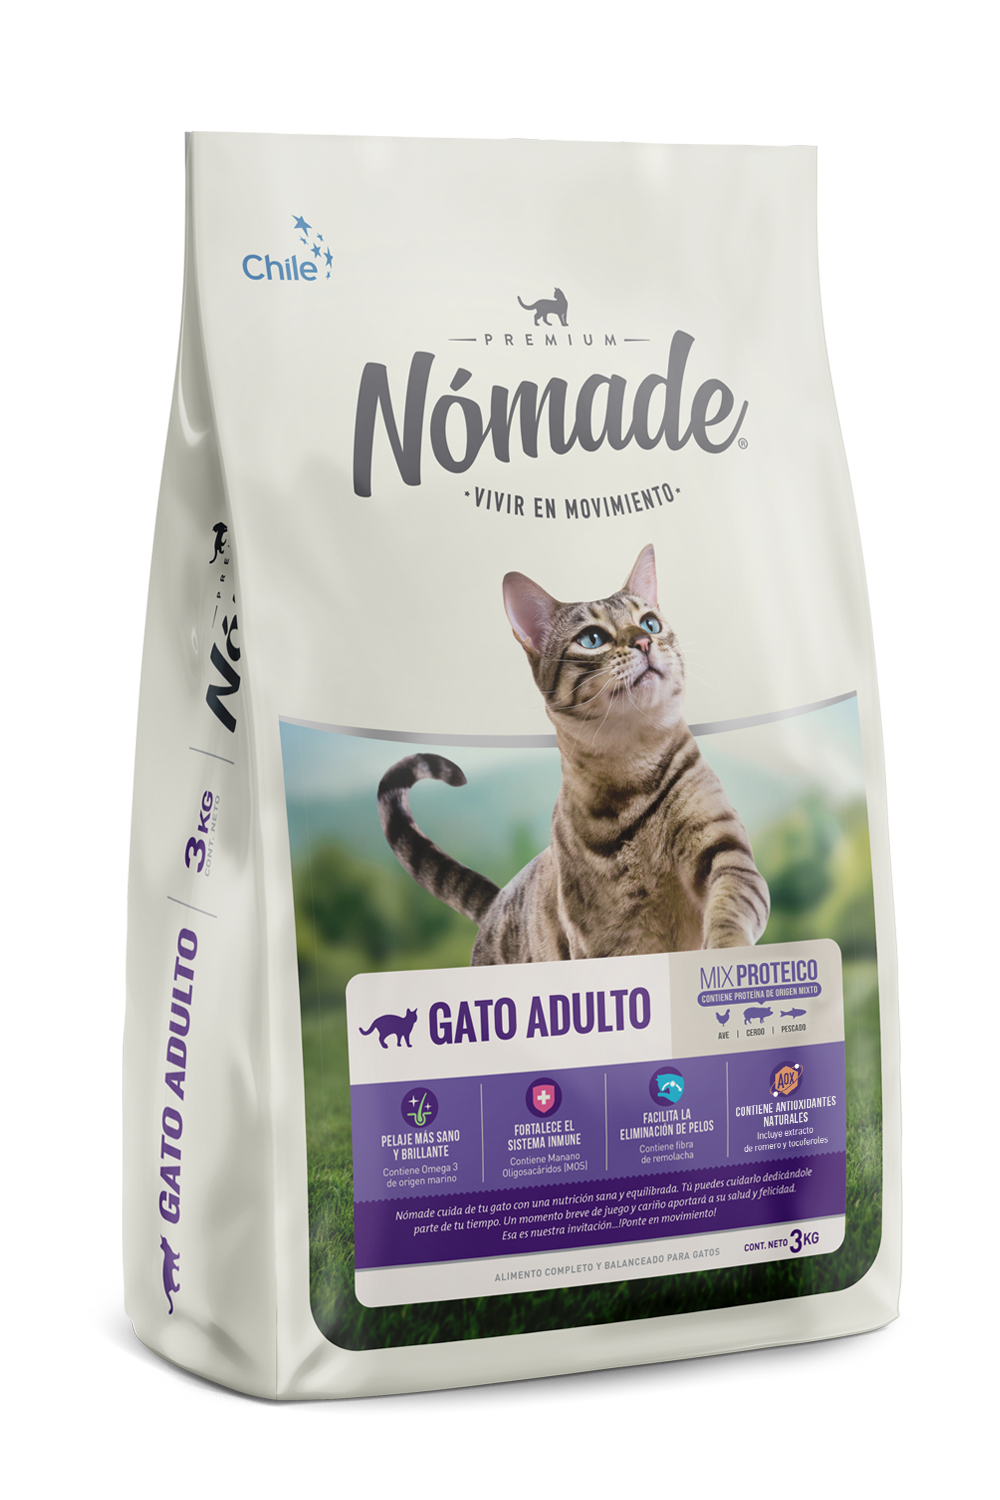 Chile
PREMIUM
Nómade®
VIVIR EN MOVIMIENTO
GATO ADULTO
MIX PROTEICO
CONTIENE PROTEÍNA DE ORIGEN MIXTO
AVE | CERDO | PESCADO
PELAJE MÁS SANO
Y BRILLANTE
Contiene Omega 3
de origen marino
FORTALECE EL
SISTEMA INMUNE
Contiene Manano
Oligosacáridos (MOS)
FACILITA LA
ELIMINACIÓN DE PELOS
Contiene fibra
de remolacha
AOX
CONTIENE ANTIOXIDANTES
NATURALES
Incluye extracto
de romero y tocoferoles
Nómade cuida de tu gato con una nutrición sana y equilibrada. Tú puedes cuidarlo dedicándole
parte de tu tiempo. Un momento breve de juego y cariño aportará a su salud y felicidad.
Esa es nuestra invitación...!Ponte en movimiento!
ALIMENTO COMPLETO Y BALANCEADO PARA GATOS
CONT. NETO 3KG
GATO ADULTO
3KG
CONT. NETO